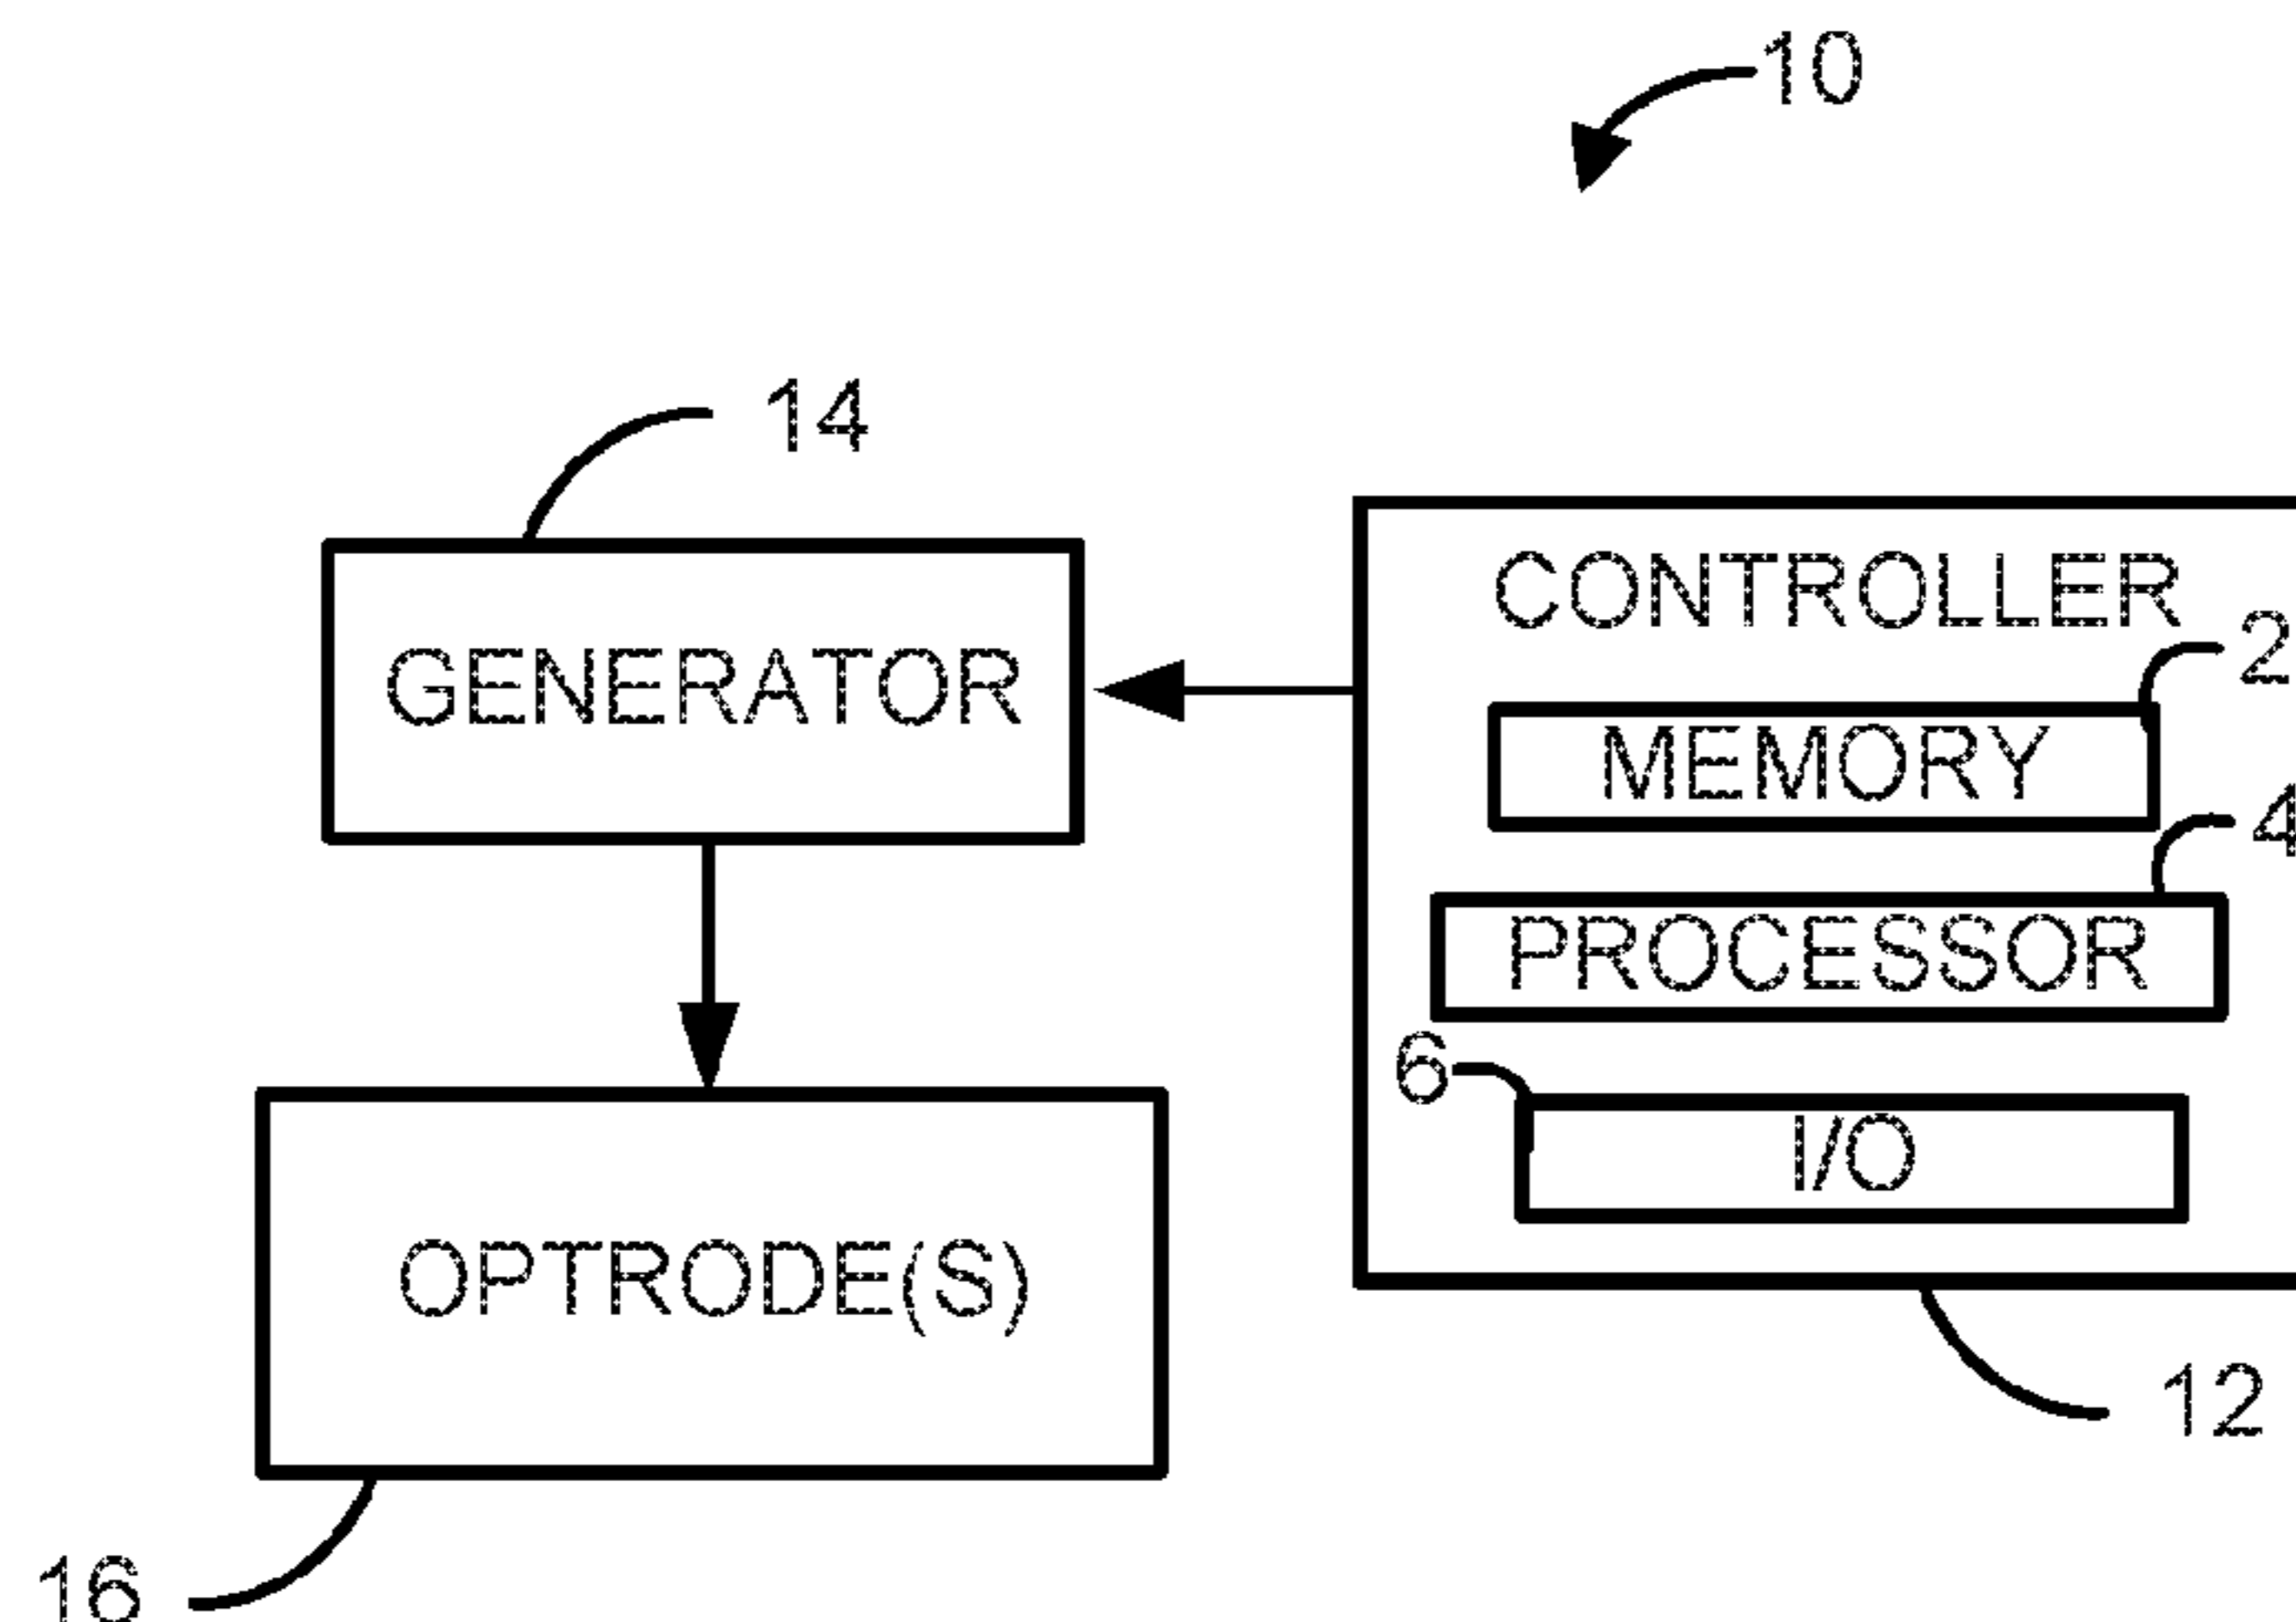 10
14
GENERATOR
CONTROLLER
2
MEMORY
4
PROCESSOR
6
I/O
OPTRODE(S)
12
16